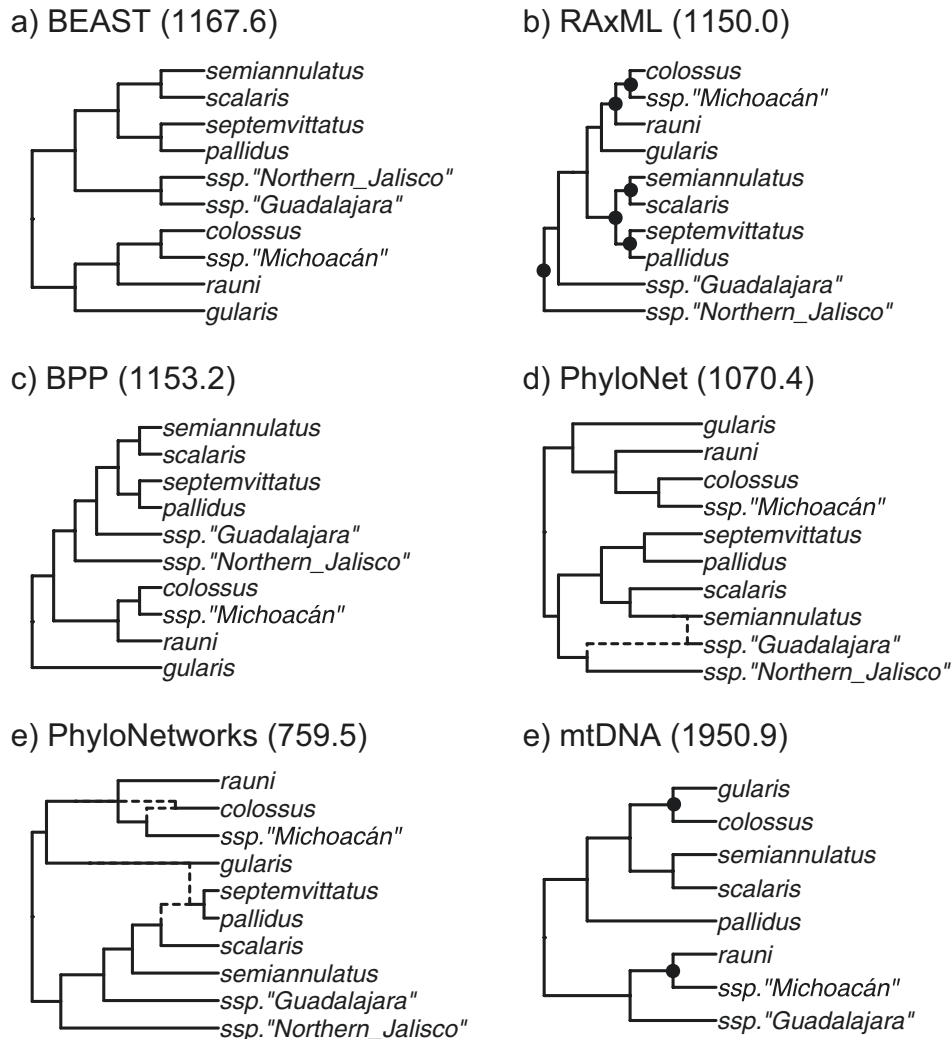 a) BEAST (1167.6)
semiannulatus
scalaris
septemvittatus
pallidus
ssp."Northern_Jalisco"
ssp."Guadalajara"
colossus
ssp."Michoacán"
rauni
gularis
b) RAxML (1150.0)
colossus
ssp."Michoacán"
rauni
gularis
semiannulatus
scalaris
septemvittatus
pallidus
ssp."Guadalajara"
ssp."Northern_Jalisco"
c) BPP (1153.2)
semiannulatus
scalaris
septemvittatus
pallidus
ssp."Guadalajara"
ssp."Northern_Jalisco"
colossus
ssp."Michoacán"
rauni
gularis
d) PhyloNet (1070.4)
gularis
rauni
colossus
ssp."Michoacán"
septemvittatus
pallidus
scalaris
semiannulatus
ssp."Guadalajara"
ssp."Northern_Jalisco"
e) PhyloNetworks (759.5)
rauni
colossus
ssp."Michoacán"
gularis
septemvittatus
pallidus
scalaris
semiannulatus
ssp."Guadalajara"
ssp."Northern_Jalisco"
e) mtDNA (1950.9)
gularis
colossus
semiannulatus
scalaris
pallidus
rauni
ssp."Michoacán"
ssp."Guadalajara"